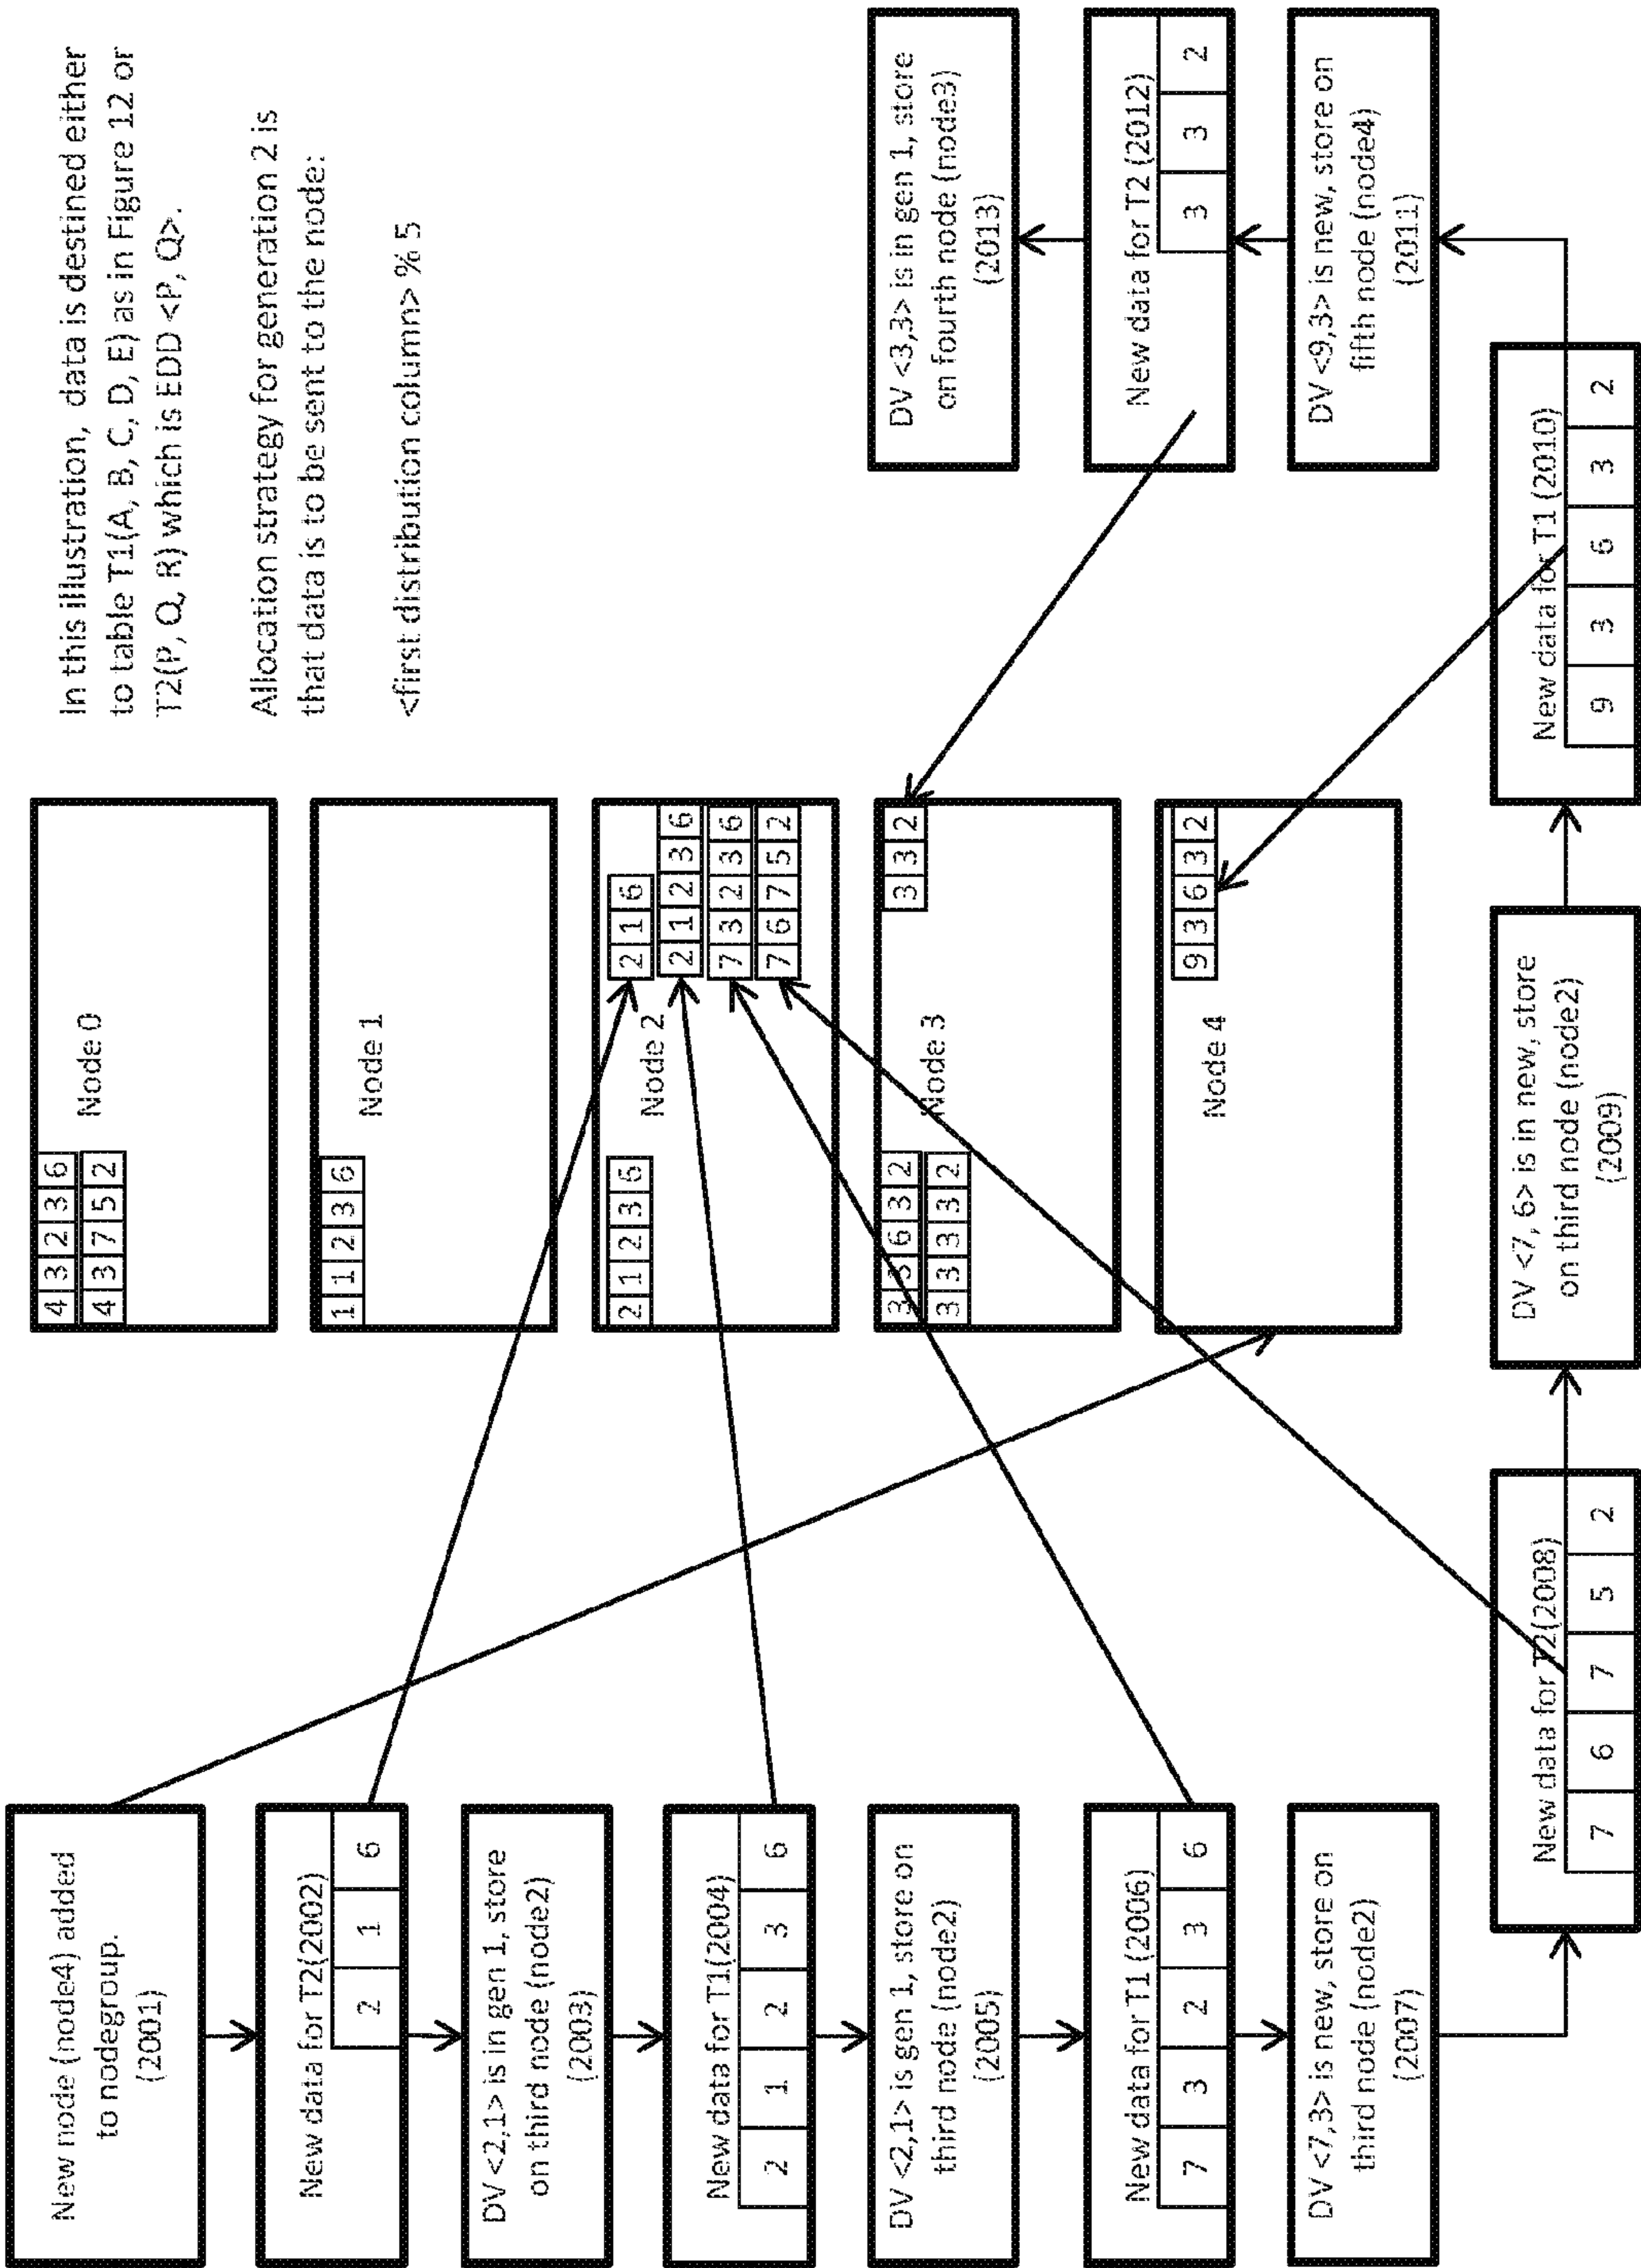 In this illustration, data is destined either
to table T1(A, B, C, D, E) as in Figure 12 or
T2(P, Q, R) which is EDD <P, Q>.
Allocation strategy for generation 2 is
that data is to be sent to the node:
<first distribution column> % 5
New node (node4) added
to nodegroup.
(2001)
New data for T2(2002)
2 1 6
DV <2,1> is in gen 1, store
on third node (node2)
(2003)
New data for T1(2004)
2 1 2 3 6
DV <2,1> is gen 1, store on
third node (node2)
(2005)
New data for T1 (2006)
7 3 2 3 6
DV <7,3> is new, store on
third node (node2)
(2007)
New data for T2(2008)
7 6 7 5 2
DV <7, 6> is in new, store
on third node (node2)
(2009)
New data for T1 (2010)
9 3 6 3 2
DV <9,3> is new, store on
fifth node (node4)
(2011)
New data for T2 (2012)
3 3 2
DV <3,3> is in gen 1, store
on fourth node (node3)
(2013)
4 3 2 3 6
4 3 7 5 2
Node 0
1 1 2 3 6
Node 1
2 1 2 3 6
Node 2
2 1 6
2 1 2 3 6
7 3 2 3 6
7 6 7 5 2
3 3 6 3 2
3 3 3 3 2
Node 3
3 3 2
Node 4
9 3 6 3 2